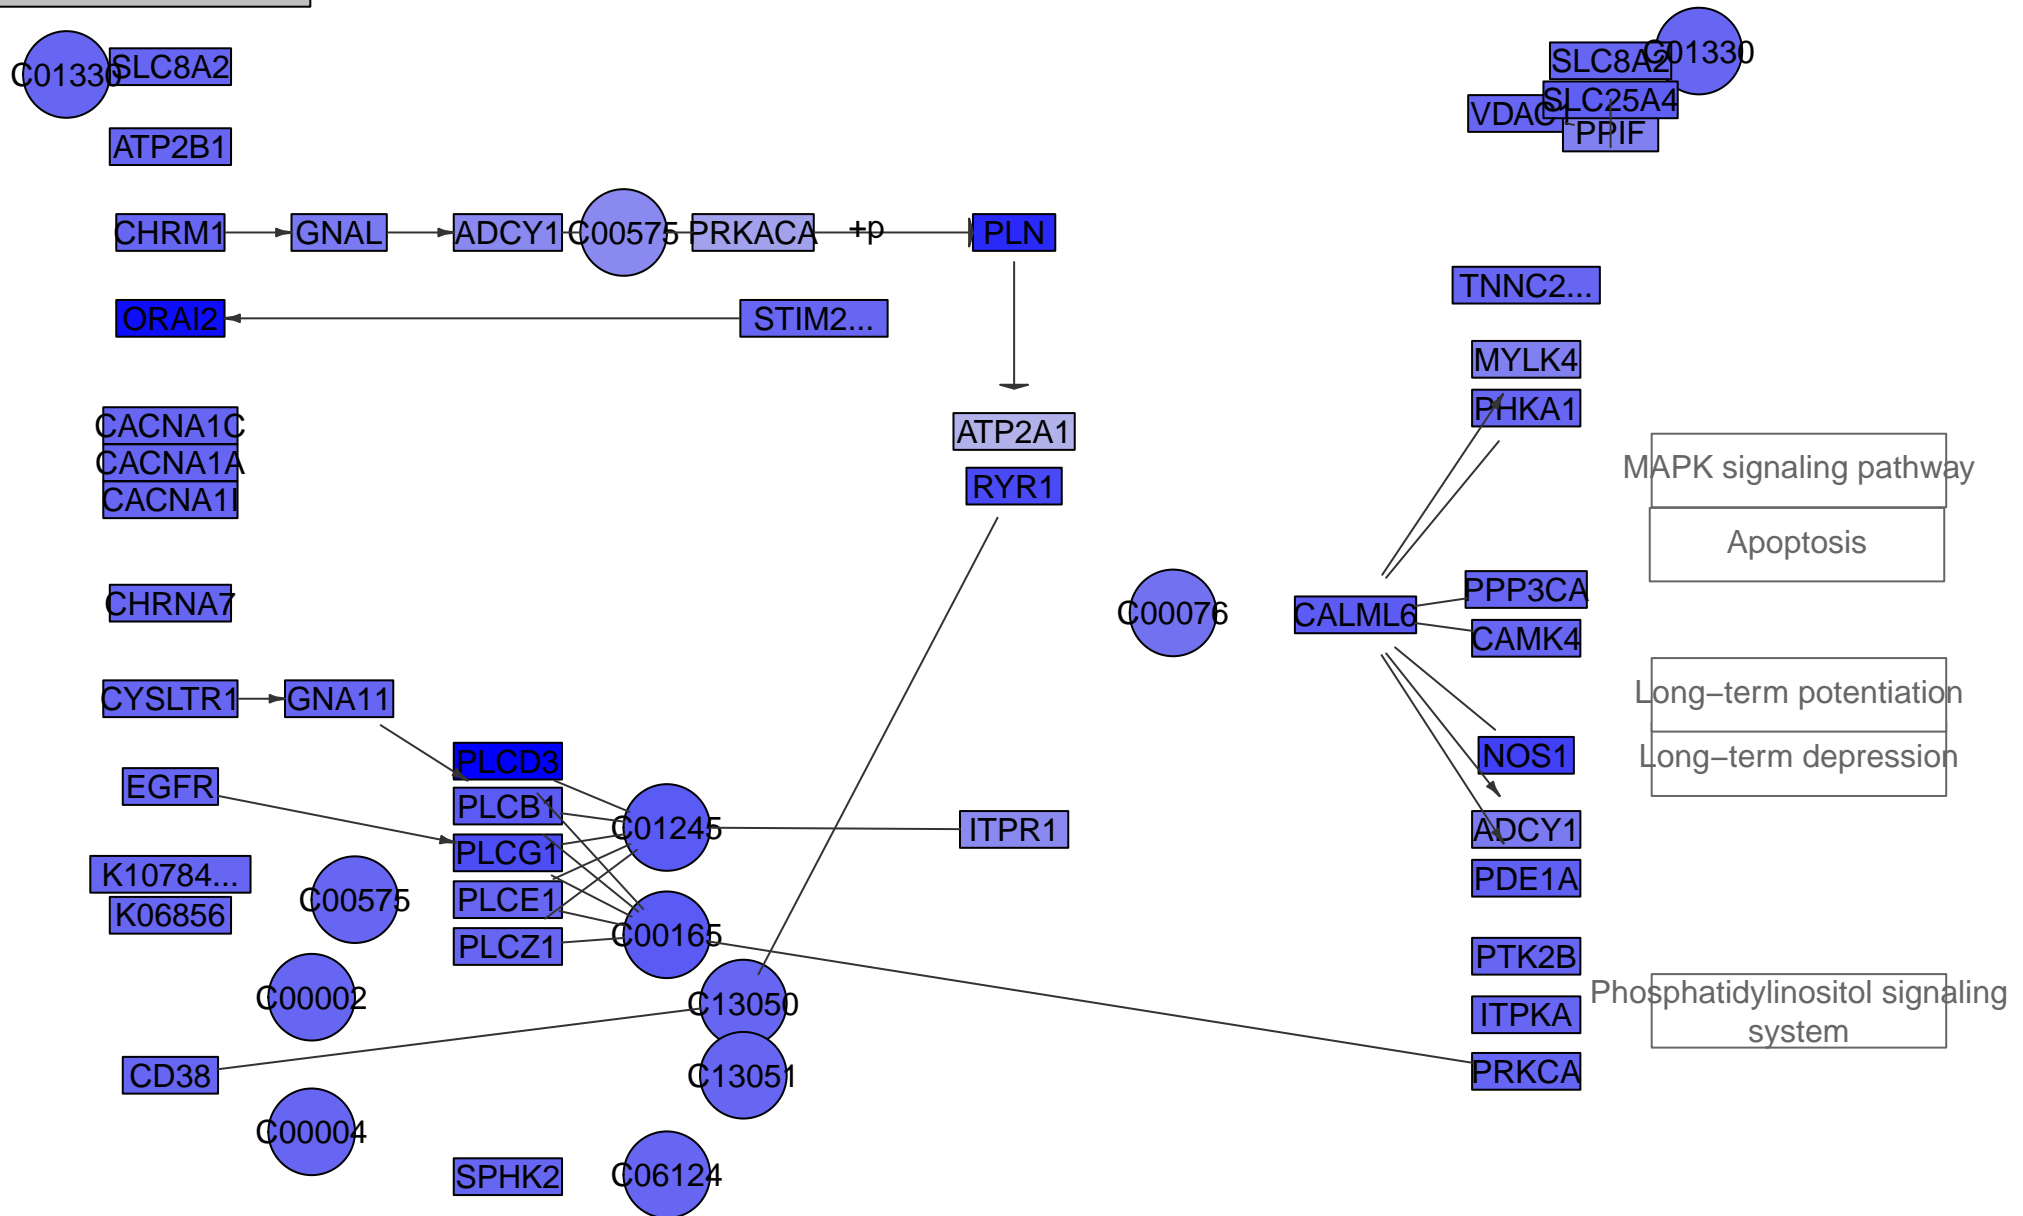 C01330
SLC8A2
SLC8A2
C01330
SLC25A4
VDAC1
PPIF
ATP2B1
CHRM1
GNAL
ADCY1
C00575
PRKACA
+p
PLN
TNNC2...
ORAI2
STIM2...
MYLK4
PHKA1
CACNA1C
CACNA1A
CACNA1I
ATP2A1
RYR1
MAPK signaling pathway
Apoptosis
CHRNA7
C00076
CALML6
PPP3CA
CAMK4
CYSLTR1
GNA11
Long–term potentiation
Long–term depression
PLCD3
NOS1
EGFR
PLCB1
C01245
ITPR1
ADCY1
PLCG1
K10784...
C00575
PLCE1
PDE1A
K06856
PLCZ1
C00165
PTK2B
C00002
C13050
Phosphatidylinositol signaling
system
ITPKA
CD38
C13051
PRKCA
C00004
SPHK2
C06124